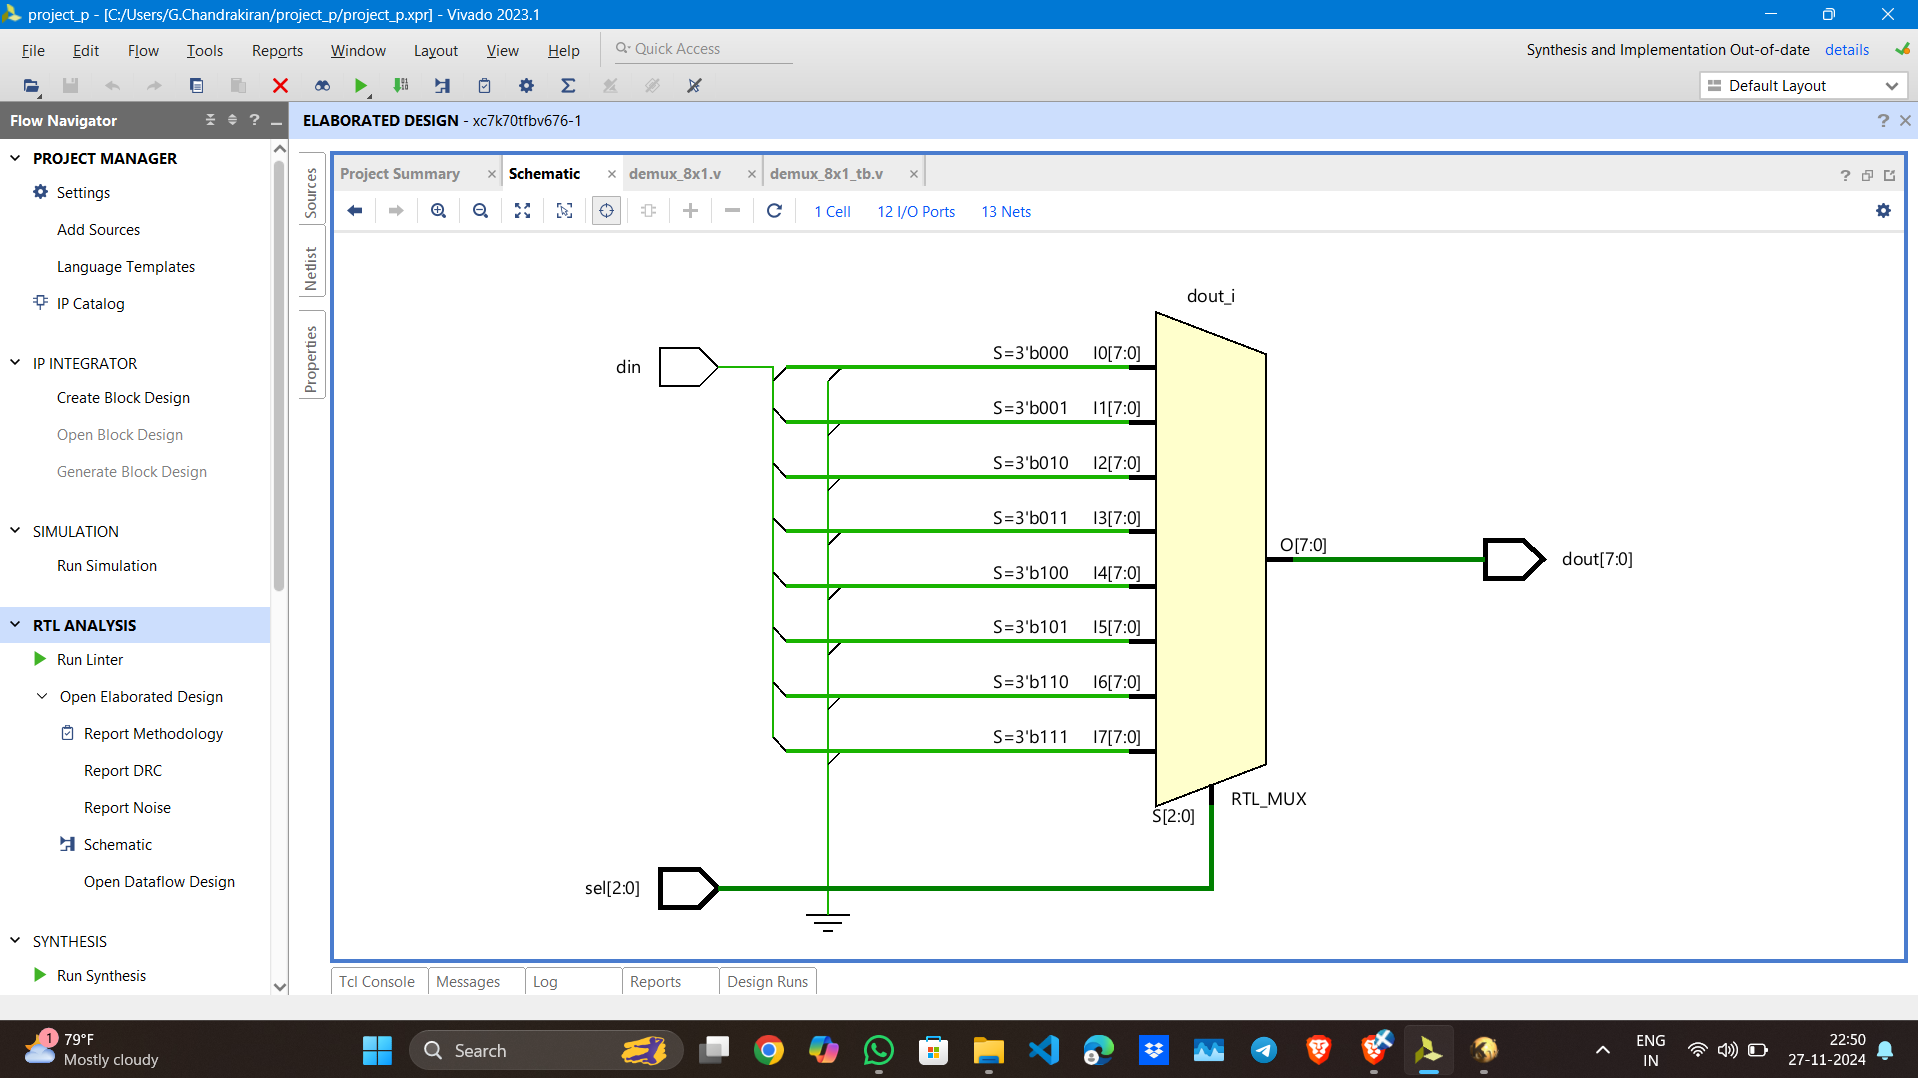 project_p - [C:/Users/G.Chandrakiran/project_p/project_p.xpr] - Vivado 2023.1
File Edit Flow Tools Reports Window Layout View Help Quick Access
Synthesis and Implementation Out-of-date details
Default Layout
Flow Navigator
ELABORATED DESIGN - xc7k70tfbv676-1
PROJECT MANAGER
Settings
Add Sources
Language Templates
IP Catalog
IP INTEGRATOR
Create Block Design
Open Block Design
Generate Block Design
SIMULATION
Run Simulation
RTL ANALYSIS
Run Linter
Open Elaborated Design
Report Methodology
Report DRC
Report Noise
Schematic
Open Dataflow Design
SYNTHESIS
Run Synthesis
Sources
Netlist
Properties
Project Summary Schematic demux_8x1.v demux_8x1_tb.v
1 Cell 12 I/O Ports 13 Nets
dout_i
din
S=3'b000 I0[7:0]
S=3'b001 I1[7:0]
S=3'b010 I2[7:0]
S=3'b011 I3[7:0]
S=3'b100 I4[7:0]
S=3'b101 I5[7:0]
S=3'b110 I6[7:0]
S=3'b111 I7[7:0]
O[7:0]
dout[7:0]
RTL_MUX
S[2:0]
sel[2:0]
Tcl Console Messages Log Reports Design Runs
1
79°F
Mostly cloudy
Search
ENG
IN
22:50
27-11-2024